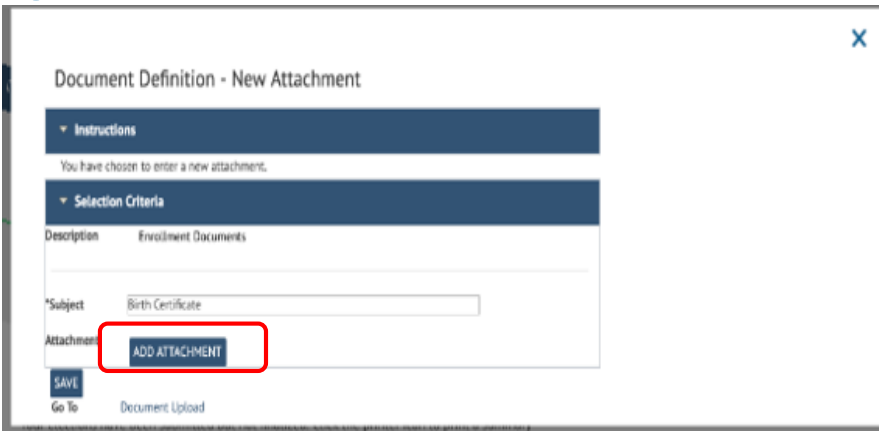 X
Document Definition - New Attachment
Instructions
You have chosen to enter a new attachment.
Selection Criteria
Description Enrollment Documents
*Subject Birth Certificate
Attachment ADD ATTACHMENT
SAVE
Go To Document Upload